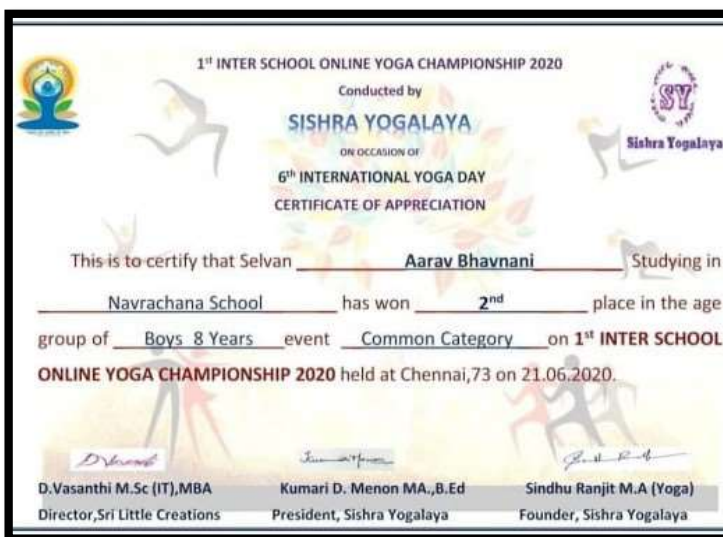 1st INTER SCHOOL ONLINE YOGA CHAMPIONSHIP 2020
Conducted by
SISHRA YOGALAYA
ON OCCASION OF
6th INTERNATIONAL YOGA DAY
CERTIFICATE OF APPRECIATION
SY
Sishra Yogalaya
This is to certify that Selvan Aarav Bhavnani Studying in
Navrachana School has won 2nd place in the age
group of Boys 8 Years event Common Category on 1st INTER SCHOOL
ONLINE YOGA CHAMPIONSHIP 2020 held at Chennai,73 on 21.06.2020.
D.Vasanthi M.Sc (IT),MBA Kumari D. Menon MA.,B.Ed Sindhu Ranjit M.A (Yoga)
Director,Sri Little Creations President, Sishra Yogalaya Founder, Sishra Yogalaya